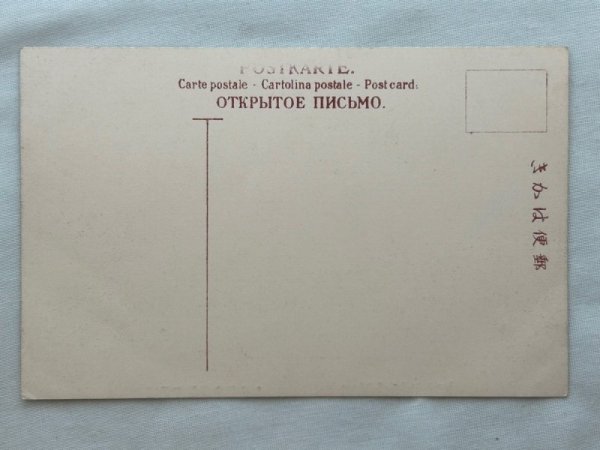 POSTKARTE.
Carte postale - Cartolina postale - Post card:
ОТКРЫТОЕ ПИСЬМО.
郵便はかき